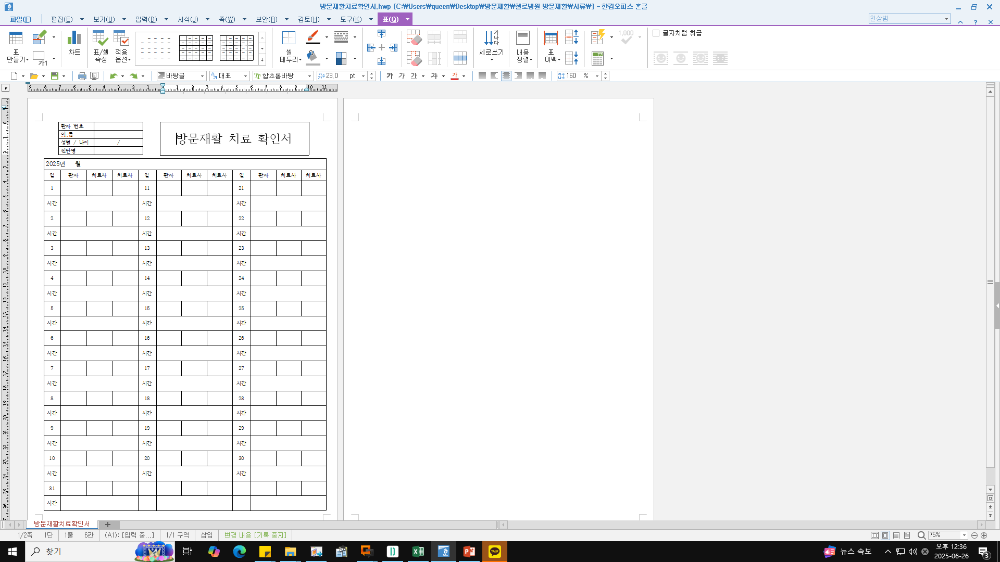 방문재활치료확인서.hwp [C:₩Users₩queen₩Desktop₩방문재활₩헬로병원 방문재활₩서류₩] - 한컴오피스 한글
파일(F) 편집(E) 보기(U) 입력(D) 서식(J) 쪽(W) 보안(R) 검토(H) 도구(K) 표(Q) 천상범 ?
표 만들기 가1 차트 표/셀 속성 적용 옵션 셀 테두리 가나다 세로쓰기 내용 정렬 표 여백 1,000 글자처럼 취급
바탕글 대표 함초롬바탕 23.0 pt 가 가 가 가 가 160 %
환자 번호
이 름
성별 / 나이 /
진단명
방문재활 치료 확인서
2025년 월
일 환자 치료사 치료사 일 환자 치료사 치료사 일 환자 치료사 치료사
1 11 21
시간 시간 시간
2 12 22
시간 시간 시간
3 13 23
시간 시간 시간
4 14 24
시간 시간 시간
5 15 25
시간 시간 시간
6 16 26
시간 시간 시간
7 17 27
시간 시간 시간
8 18 28
시간 시간 시간
9 19 29
시간 시간 시간
10 20 30
시간 시간 시간
31
시간
방문재활치료확인서
1/2쪽 1단 1줄 6칸 (A1): [입력 중...] 1/1 구역 삽입 변경 내용 [기록 중지] 75%
찾기 TALK 뉴스 속보 오후 12:36
2025-06-26 3